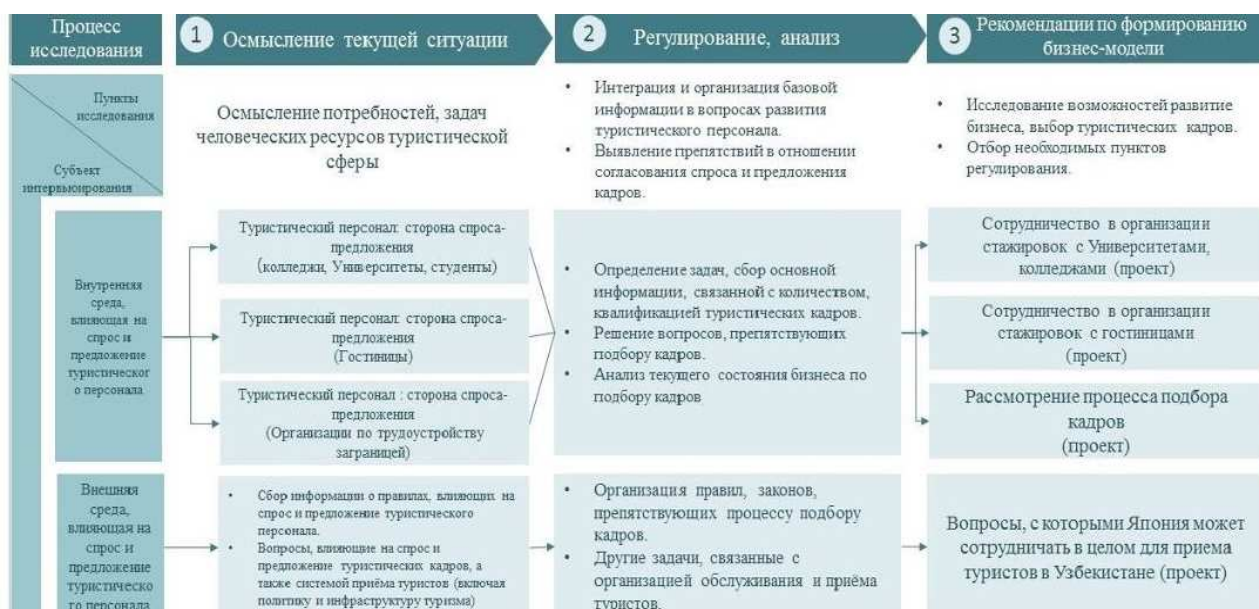 Процесс
исследования
1
Осмысление текущей ситуации
2
Регулирование, анализ
3
Рекомендации по формированию
бизнес-модели
Пункты
исследования
Субъект
интервьюирования
Осмысление потребностей, задач
человеческих ресурсов туристической
сферы
• Интеграция и организация базовой
информации в вопросах развития
туристического персонала.
• Выявление препятствий в отношении
согласования спроса и предложения
кадров.
• Исследование возможностей развитие
бизнеса, выбор туристических кадров.
• Отбор необходимых пунктов
регулирования.
Внутренняя
среда,
влияющая на
спрос и
предложение
туристическог
о персонала
Туристический персонал: сторона спроса-
предложения
(колледжи, Университеты, студенты)
Туристический персонал: сторона спроса-
предложения
(Гостиницы)
Туристический персонал : сторона спроса-
предложения
(Организации по трудоустройству
заграницей)
• Определение задач, сбор основной
информации, связанной с количеством,
квалификацией туристических кадров.
• Решение вопросов, препятствующих
подбору кадров.
• Анализ текущего состояния бизнеса по
подбору кадров
Сотрудничество в организации
стажировок с Университетами,
колледжами (проект)
Сотрудничество в организации
стажировок с гостиницами
(проект)
Рассмотрение процесса подбора
кадров
(проект)
Внешняя
среда,
влияющая на
спрос и
предложение
туристическо
го персонала
• Сбор информации о правилах, влияющих на
спрос и предложение туристического
персонала.
• Вопросы, влияющие на спрос и
предложение туристических кадров, а
также системой приёма туристов (включая
политику и инфраструктуру туризма)
• Организация правил, законов,
препятствующих процессу подбору
кадров.
• Другие задачи, связанные с
организацией обслуживания и приёма
туристов.
Вопросы, с которыми Япония может
сотрудничать в целом для приема
туристов в Узбекистане (проект)